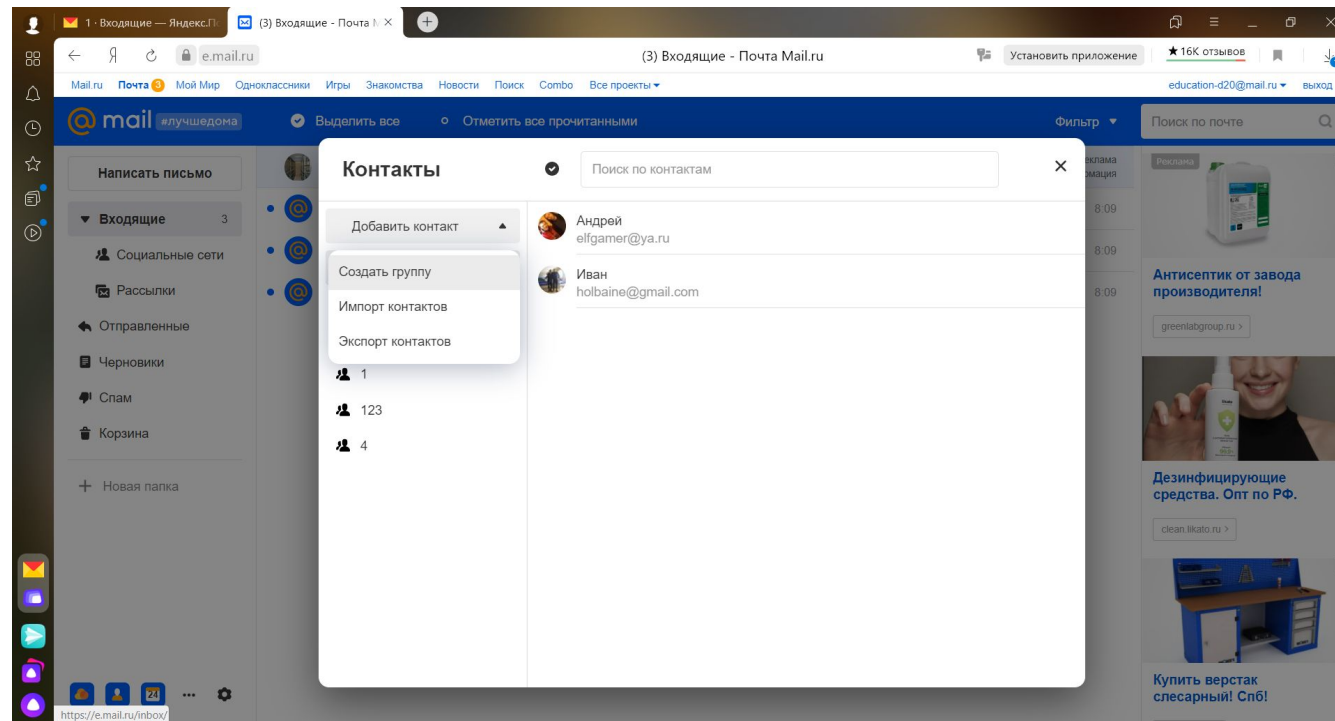 1 · Входящие — Яндекс.П
(3) Входящие - Почта М
e.mail.ru
(3) Входящие - Почта Mail.ru
Установить приложение
★ 16K отзывов
Mail.ru Почта 3 Мой Мир Одноклассники Игры Знакомства Новости Поиск Combo Все проекты
education-d20@mail.ru выход
@mail #лучшедома
Выделить все
Отметить все прочитанными
Фильтр
Поиск по почте
Написать письмо
Входящие 3
Социальные сети
Рассылки
Отправленные
Черновики
Спам
Корзина
+ Новая папка
24
https://e.mail.ru/inbox/
Контакты
Поиск по контактам
Добавить контакт
Создать группу
Импорт контактов
Экспорт контактов
1
123
4
Андрей
elfgamer@ya.ru
Иван
holbaine@gmail.com
8:09
8:09
8:09
Реклама
Антисептик от завода
производителя!
greenlabgroup.ru >
Дезинфицирующие
средства. Опт по РФ.
clean.likato.ru >
Купить верстак
слесарный! Спб!